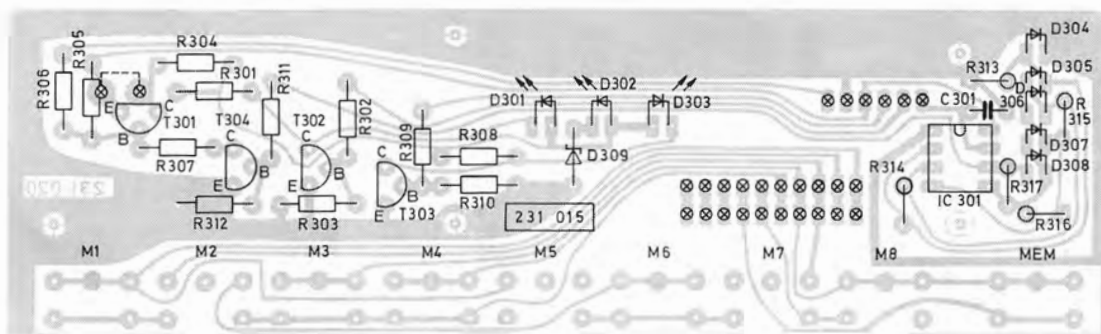 D304
R304
R305
R306
R301
R311
T301
E
C
B
T304
C
T302
C
R302
R309
C
R308
R307
B
E
B
E
R310
B
E
T303
R312
R303
D301
D302
D303
D309
231 015
231 020
R313
D305
D
306
C301
R
315
D307
D308
R314
R317
IC 301
R316
M1
M2
M3
M4
M5
M6
M7
M8
MEM